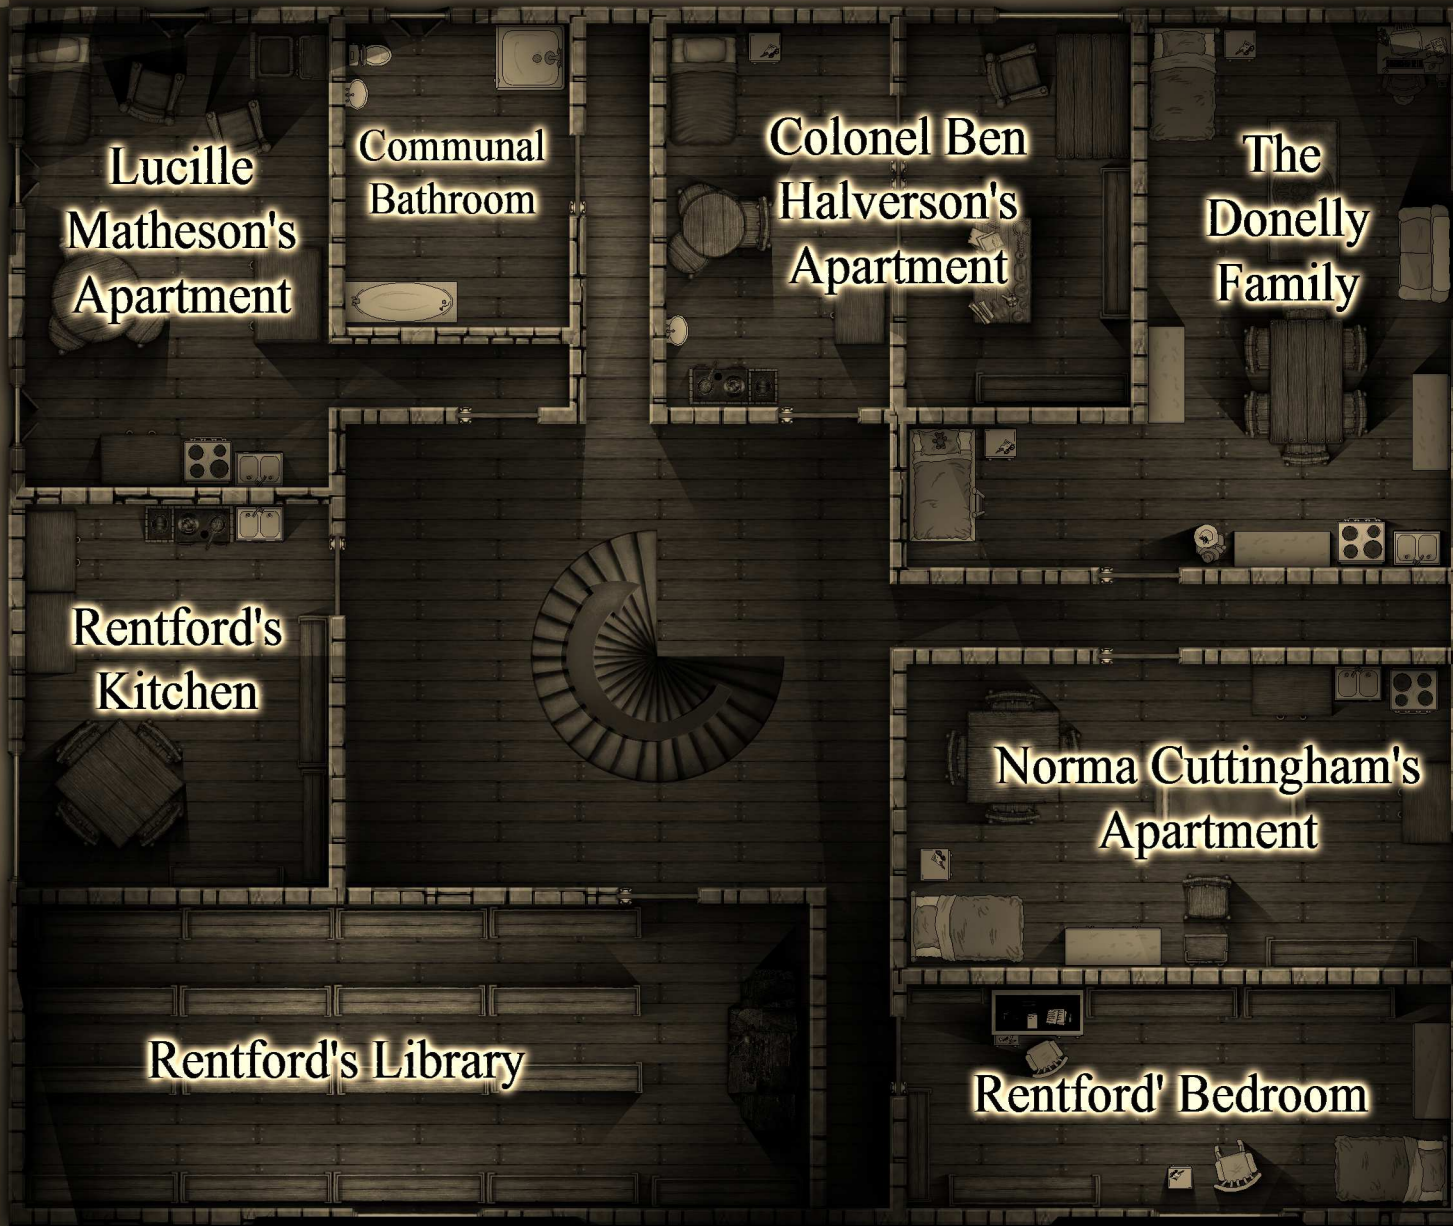 Lucille
Matheson's
Apartment
Communal
Bathroom
Colonel Ben
Halverson's
Apartment
The
Donelly
Family
Rentford's
Kitchen
Norma Cuttingham's
Apartment
Rentford's Library
Rentford' Bedroom